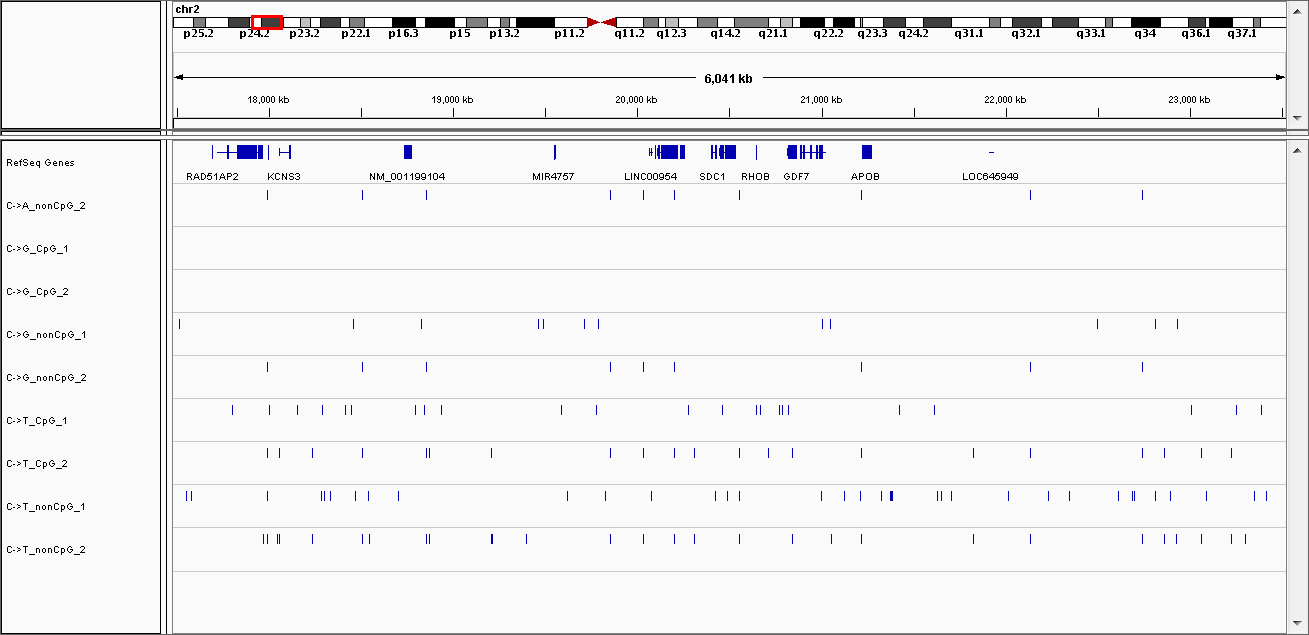 chr2
p25.2 p24.2 p23.2 p22.1 p16.3 p15 p13.2 p11.2 q11.2 q12.3 q14.2 q21.1 q22.2 q23.3 q24.2 q31.1 q32.1 q33.1 q34 q36.1 q37.1
6,041 kb
18,000 kb 19,000 kb 20,000 kb 21,000 kb 22,000 kb 23,000 kb
RefSeq Genes
RAD51AP2 KCNS3 NM_001199104 MIR4757 LINC00954 SDC1 RHOB GDF7 APOB LOC645949
C->A_nonCpG_2
C->G_CpG_1
C->G_CpG_2
C->G_nonCpG_1
C->G_nonCpG_2
C->T_CpG_1
C->T_CpG_2
C->T_nonCpG_1
C->T_nonCpG_2